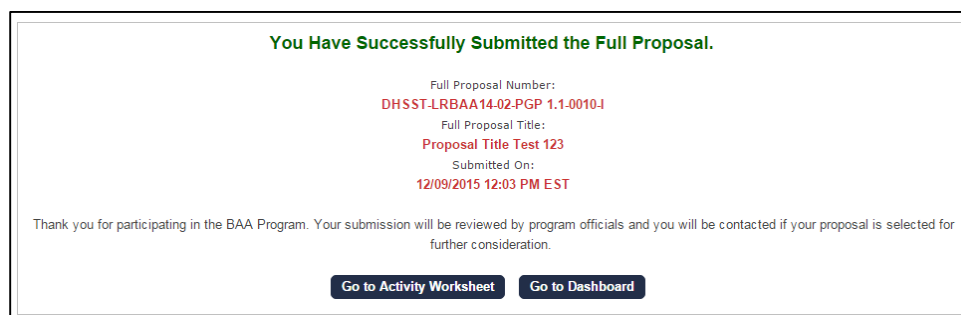 You Have Successfully Submitted the Full Proposal.
Full Proposal Number:
DHSST-LRBAA14-02-PGP 1.1-0010-I
Full Proposal Title:
Proposal Title Test 123
Submitted On:
12/09/2015 12:03 PM EST
Thank you for participating in the BAA Program. Your submission will be reviewed by program officials and you will be contacted if your proposal is selected for
further consideration.
Go to Activity Worksheet Go to Dashboard